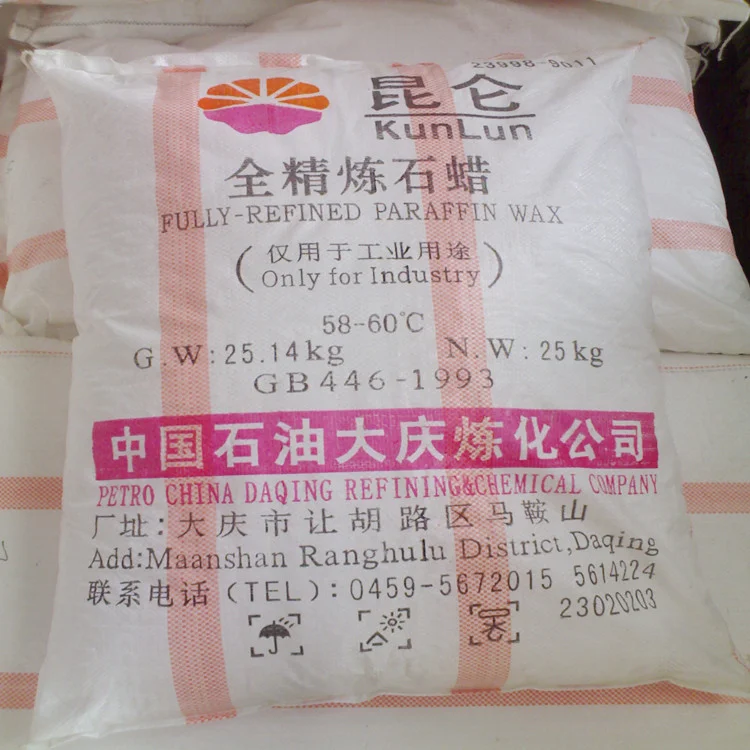 23998-9011
昆仑
KunLun
全精炼石蜡
FULLY-REFINED PARAFFIN WAX
(仅用于工业用途
Only for Industry)
58-60℃
G.W:25.14kg N.W:25kg
GB446-1993
中国石油大庆炼化公司
PETRO CHINA DAQING REFINING&CHEMICAL COMPANY
厂址:大庆市让胡路区马鞍山
Add:Maanshan Ranghulu District,Daqing
联系电话(TEL):0459-5672015 5614224
23020203